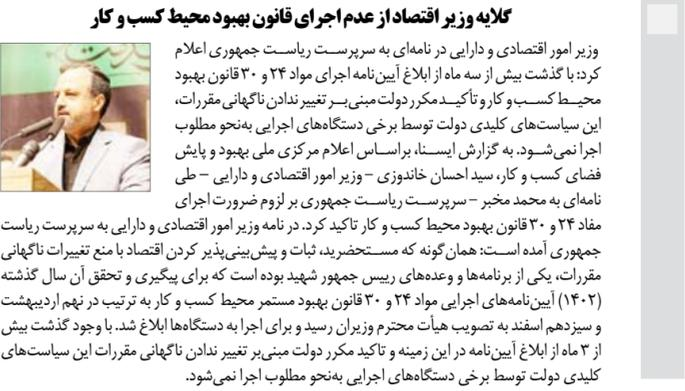 گلایه وزیر اقتصاد از عدم اجرای قانون بهبود محیط کسب و کار
وزیر امور اقتصادی و دارایی در نامه‌ای به سرپرست ریاست جمهوری اعلام
کرد: با گذشت بیش از سه ماه از ابلاغ آیین‌نامه اجرای مواد ۲۴ و ۳۰ قانون بهبود
محیط کسب و کار و تأکید مکرر دولت مبنی بر تغییر ندادن ناگهانی مقررات،
این سیاست‌های کلیدی دولت توسط برخی دستگاه‌های اجرایی به‌نحو مطلوب
اجرا نمی‌شود. به گزارش ایسنا، براساس اعلام مرکزی ملی بهبود و پایش
فضای کسب و کار، سید احسان خاندوزی – وزیر امور اقتصادی و دارایی – طی
نامه‌ای به محمد مخبر – سرپرست ریاست جمهوری بر لزوم ضرورت اجرای
مفاد ۲۴ و ۳۰ قانون بهبود محیط کسب و کار تاکید کرد. در نامه وزیر امور اقتصادی و دارایی به سرپرست ریاست
جمهوری آمده است: همان‌گونه که مستحضرید، ثبات و پیش‌بینی‌پذیر کردن اقتصاد با منع تغییرات ناگهانی
مقررات، یکی از برنامه‌ها و وعده‌های رییس جمهور شهید بوده است که برای پیگیری و تحقق آن سال گذشته
(۱۴۰۲) آیین‌نامه‌های اجرایی مواد ۲۴ و ۳۰ قانون بهبود مستمر محیط کسب و کار به ترتیب در نهم اردیبهشت
و سیزدهم اسفند به تصویب هیأت محترم وزیران رسید و برای اجرا به دستگاه‌ها ابلاغ شد. با وجود گذشت بیش
از ۳ ماه از ابلاغ آیین‌نامه در این زمینه و تاکید مکرر دولت مبنی‌بر تغییر ندادن ناگهانی مقررات این سیاست‌های
کلیدی دولت توسط برخی دستگاه‌های اجرایی به‌نحو مطلوب اجرا نمی‌شود.